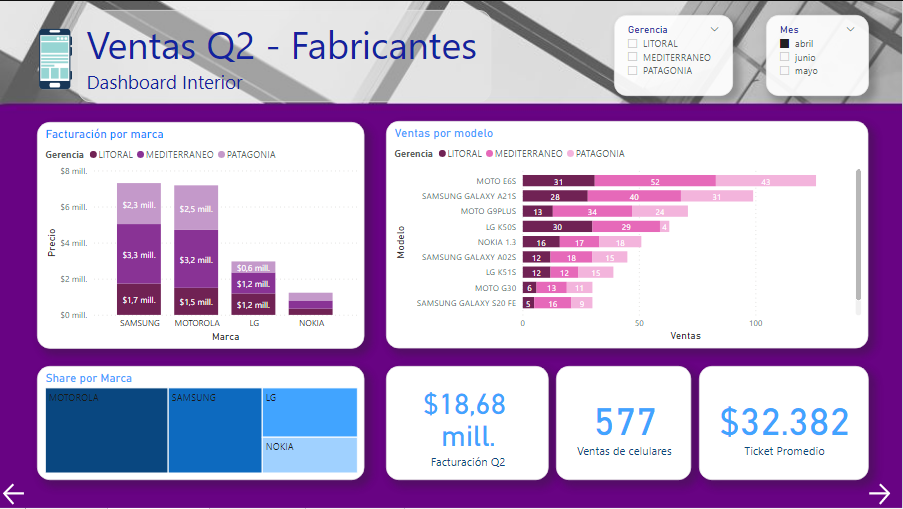 Ventas Q2 - Fabricantes
Dashboard Interior
Gerencia
LITORAL
MEDITERRANEO
PATAGONIA
Mes
abril
junio
mayo
Facturación por marca
Gerencia LITORAL MEDITERRANEO PATAGONIA
$8 mill.
$6 mill.
$4 mill.
$2 mill.
$0 mill.
Precio
$2,3 mill.
$3,3 mill.
$1,7 mill.
$2,5 mill.
$3,2 mill.
$1,5 mill.
$0,6 mill.
$1,2 mill.
$1,2 mill.
SAMSUNG MOTOROLA LG NOKIA
Marca
Ventas por modelo
Gerencia LITORAL MEDITERRANEO PATAGONIA
Modelo
MOTO E6S 31 52 43
SAMSUNG GALAXY A21S 28 40 31
MOTO G9PLUS 13 34 24
LG K50S 30 29 4
NOKIA 1.3 16 17 18
SAMSUNG GALAXY A02S 12 18 15
LG K51S 12 12 15
MOTO G30 6 13 11
SAMSUNG GALAXY S20 FE 5 16 9
0 50 100
Ventas
Share por Marca
MOTOROLA
SAMSUNG
LG
NOKIA
$18,68
mill.
Facturación Q2
577
Ventas de celulares
$32.382
Ticket Promedio